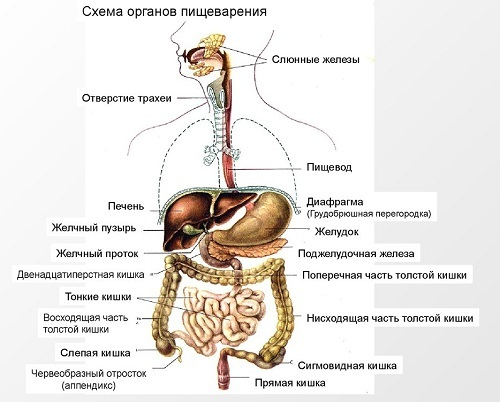 Схема органов пищеварения
Слюнные железы
Отверстие трахеи
Пищевод
Печень
Диафрагма
(Грудобрюшная перегородка)
Желчный пузырь
Желудок
Желчный проток
Поджелудочная железа
Двенадцатиперстная кишка
Поперечная часть толстой кишки
Тонкие кишки
Восходящая часть
толстой кишки
Нисходящая часть толстой кишки
Слепая кишка
Сигмовидная кишка
Червеобразный отросток
(аппендикс)
Прямая кишка